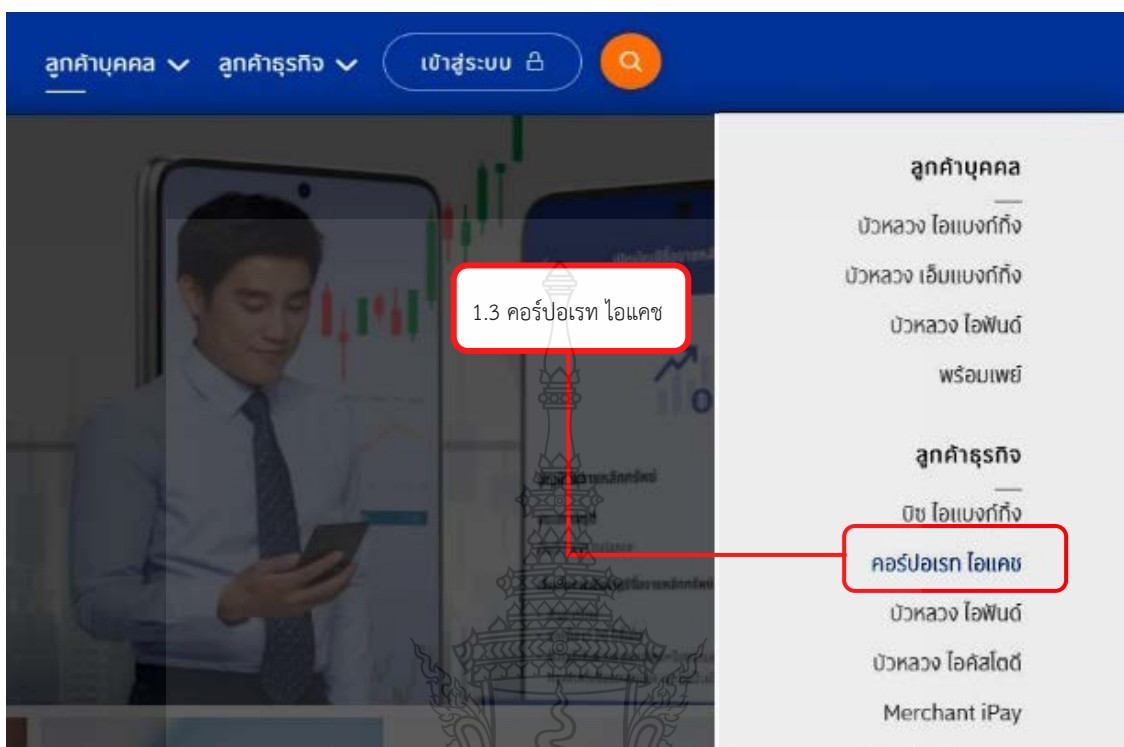 ลูกค้าบุคคล ลูกค้าธุรกิจ เข้าสู่ระบบ
ลูกค้าบุคคล
บัวหลวง ไอแบงก์กิ้ง
บัวหลวง เอ็มแบงก์กิ้ง
บัวหลวง ไอฟันด์
พร้อมเพย์
1.3 คอร์ปอเรท ไอแคช
ลูกค้าธุรกิจ
บิซ ไอแบงก์กิ้ง
คอร์ปอเรท ไอแคช
บัวหลวง ไอฟันด์
บัวหลวง ไอคัสโตดี
Merchant iPay